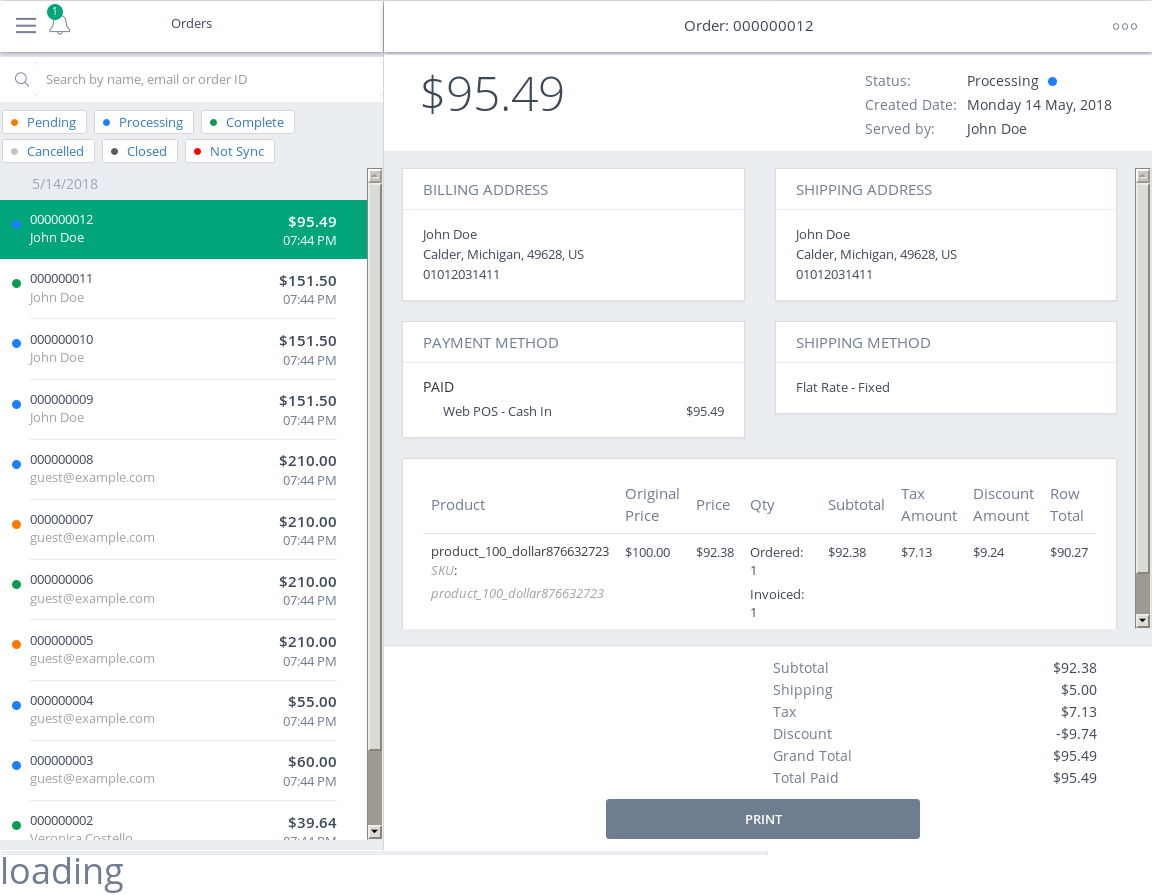 1
Orders
Search by name, email or order ID
Pending Processing Complete
Cancelled Closed Not Sync
5/14/2018
000000012 $95.49
John Doe 07:44 PM
000000011 $151.50
John Doe 07:44 PM
000000010 $151.50
John Doe 07:44 PM
000000009 $151.50
John Doe 07:44 PM
000000008 $210.00
guest@example.com 07:44 PM
000000007 $210.00
guest@example.com 07:44 PM
000000006 $210.00
guest@example.com 07:44 PM
000000005 $210.00
guest@example.com 07:44 PM
000000004 $55.00
guest@example.com 07:44 PM
000000003 $60.00
guest@example.com 07:44 PM
000000002 $39.64
Veronica Costello 07:44 PM
Order: 000000012
$95.49
Status: Processing
Created Date: Monday 14 May, 2018
Served by: John Doe
BILLING ADDRESS
John Doe
Calder, Michigan, 49628, US
01012031411
SHIPPING ADDRESS
John Doe
Calder, Michigan, 49628, US
01012031411
PAYMENT METHOD
PAID
Web POS - Cash In $95.49
SHIPPING METHOD
Flat Rate - Fixed
Product Original Price Price Qty Subtotal Tax Amount Discount Amount Row Total
product_100_dollar876632723 $100.00 $92.38 Ordered: $92.38 $7.13 $9.24 $90.27
SKU: 1
product_100_dollar876632723 Invoiced:
1
Subtotal $92.38
Shipping $5.00
Tax $7.13
Discount -$9.74
Grand Total $95.49
Total Paid $95.49
PRINT
loading